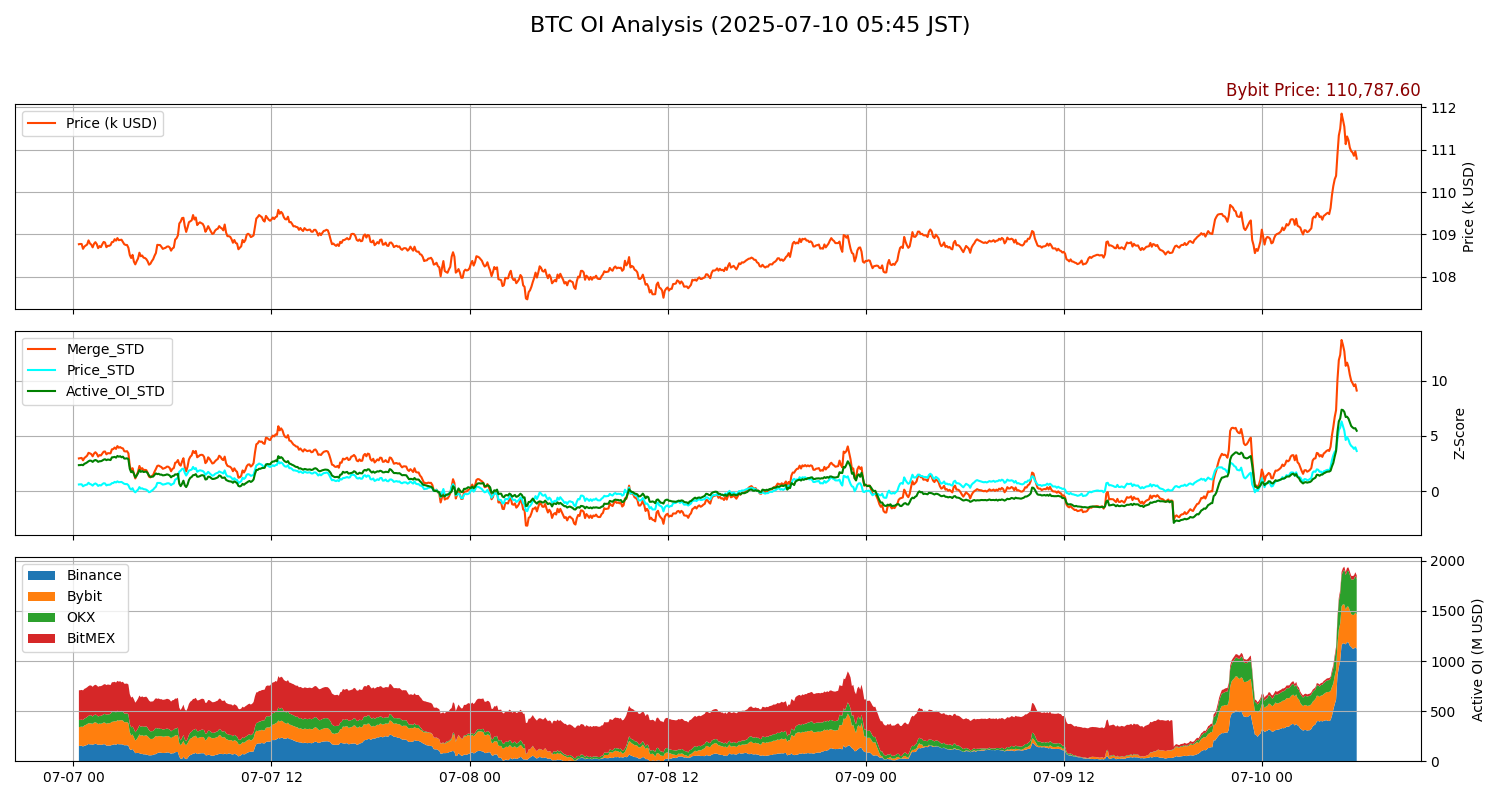 BTC OI Analysis (2025-07-10 05:45 JST)
Bybit Price: 110,787.60
Price (k USD)
112
111
110
109
108
Price (k USD)
Merge_STD
Price_STD
Active_OI_STD
10
5
0
Z-Score
Binance
Bybit
OKX
BitMEX
2000
1500
1000
500
0
Active OI (M USD)
07-07 00
07-07 12
07-08 00
07-08 12
07-09 00
07-09 12
07-10 00